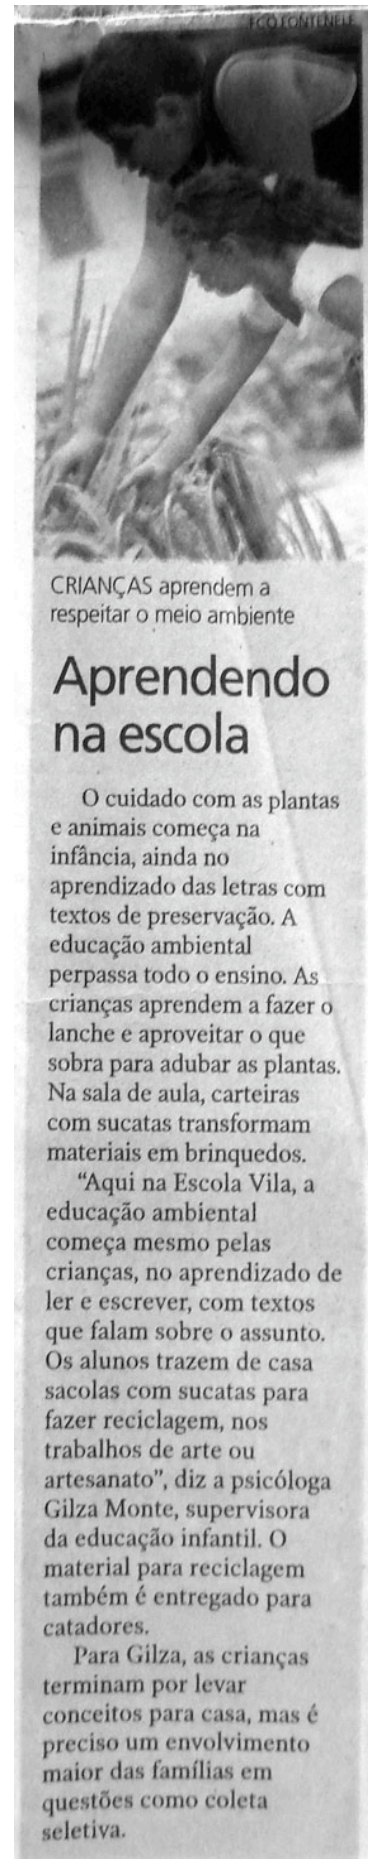 FCO FONTENELE
CRIANÇAS aprendem a
respeitar o meio ambiente
Aprendendo
na escola
O cuidado com as plantas
e animais começa na
infância, ainda no
aprendizado das letras com
textos de preservação. A
educação ambiental
perpassa todo o ensino. As
crianças aprendem a fazer o
lanche e aproveitar o que
sobra para adubar as plantas.
Na sala de aula, carteiras
com sucatas transformam
materiais em brinquedos.
“Aqui na Escola Vila, a
educação ambiental
começa mesmo pelas
crianças, no aprendizado de
ler e escrever, com textos
que falam sobre o assunto.
Os alunos trazem de casa
sacolas com sucatas para
fazer reciclagem, nos
trabalhos de arte ou
artesanato”, diz a psicóloga
Gilza Monte, supervisora
da educação infantil. O
material para reciclagem
também é entregado para
catadores.
Para Gilza, as crianças
terminam por levar
conceitos para casa, mas é
preciso um envolvimento
maior das famílias em
questões como coleta
seletiva.